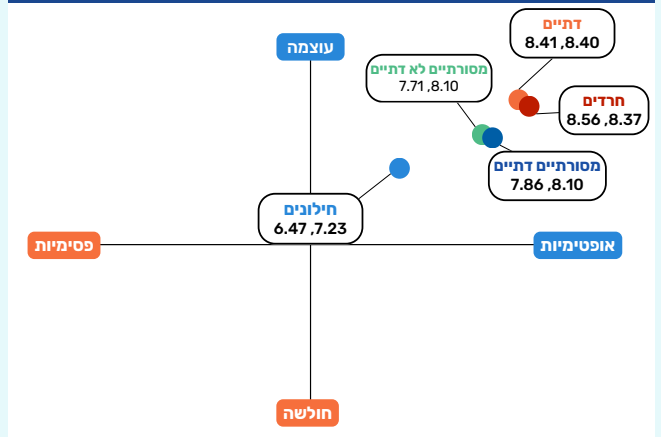 דתיים
8.41 ,8.40
עוצמה
מסורתיים לא דתיים
7.71 ,8.10
חרדים
8.56 ,8.37
מסורתיים דתיים
7.86 ,8.10
חילונים
6.47 ,7.23
אופטימיות
פסימיות
חולשה